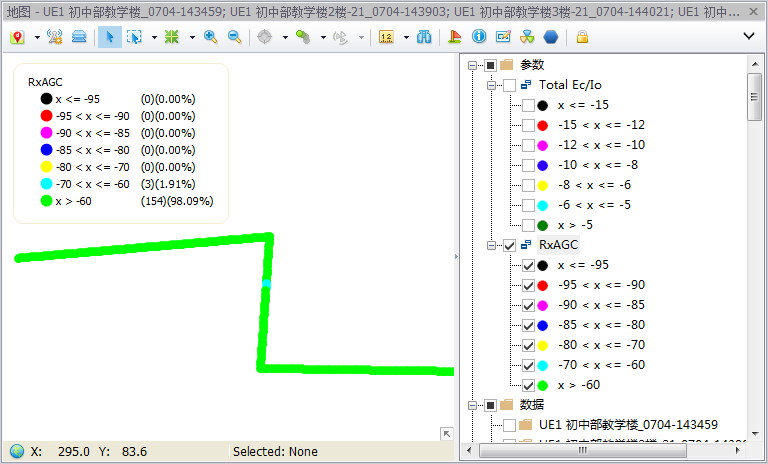 地图 - UE1 初中部教学楼_0704-143459; UE1 初中部教学楼2楼-21_0704-143903; UE1 初中部教学楼3楼-21_0704-144021; UE1 初中...
12
RxAGC
x <= -95 (0)(0.00%)
-95 < x <= -90 (0)(0.00%)
-90 < x <= -85 (0)(0.00%)
-85 < x <= -80 (0)(0.00%)
-80 < x <= -70 (0)(0.00%)
-70 < x <= -60 (3)(1.91%)
x > -60 (154)(98.09%)
参数
Total Ec/Io
x <= -15
-15 < x <= -12
-12 < x <= -10
-10 < x <= -8
-8 < x <= -6
-6 < x <= -5
x > -5
RxAGC
x <= -95
-95 < x <= -90
-90 < x <= -85
-85 < x <= -80
-80 < x <= -70
-70 < x <= -60
x > -60
数据
UE1 初中部教学楼_0704-143459
X: 295.0 Y: 83.6 Selected: None